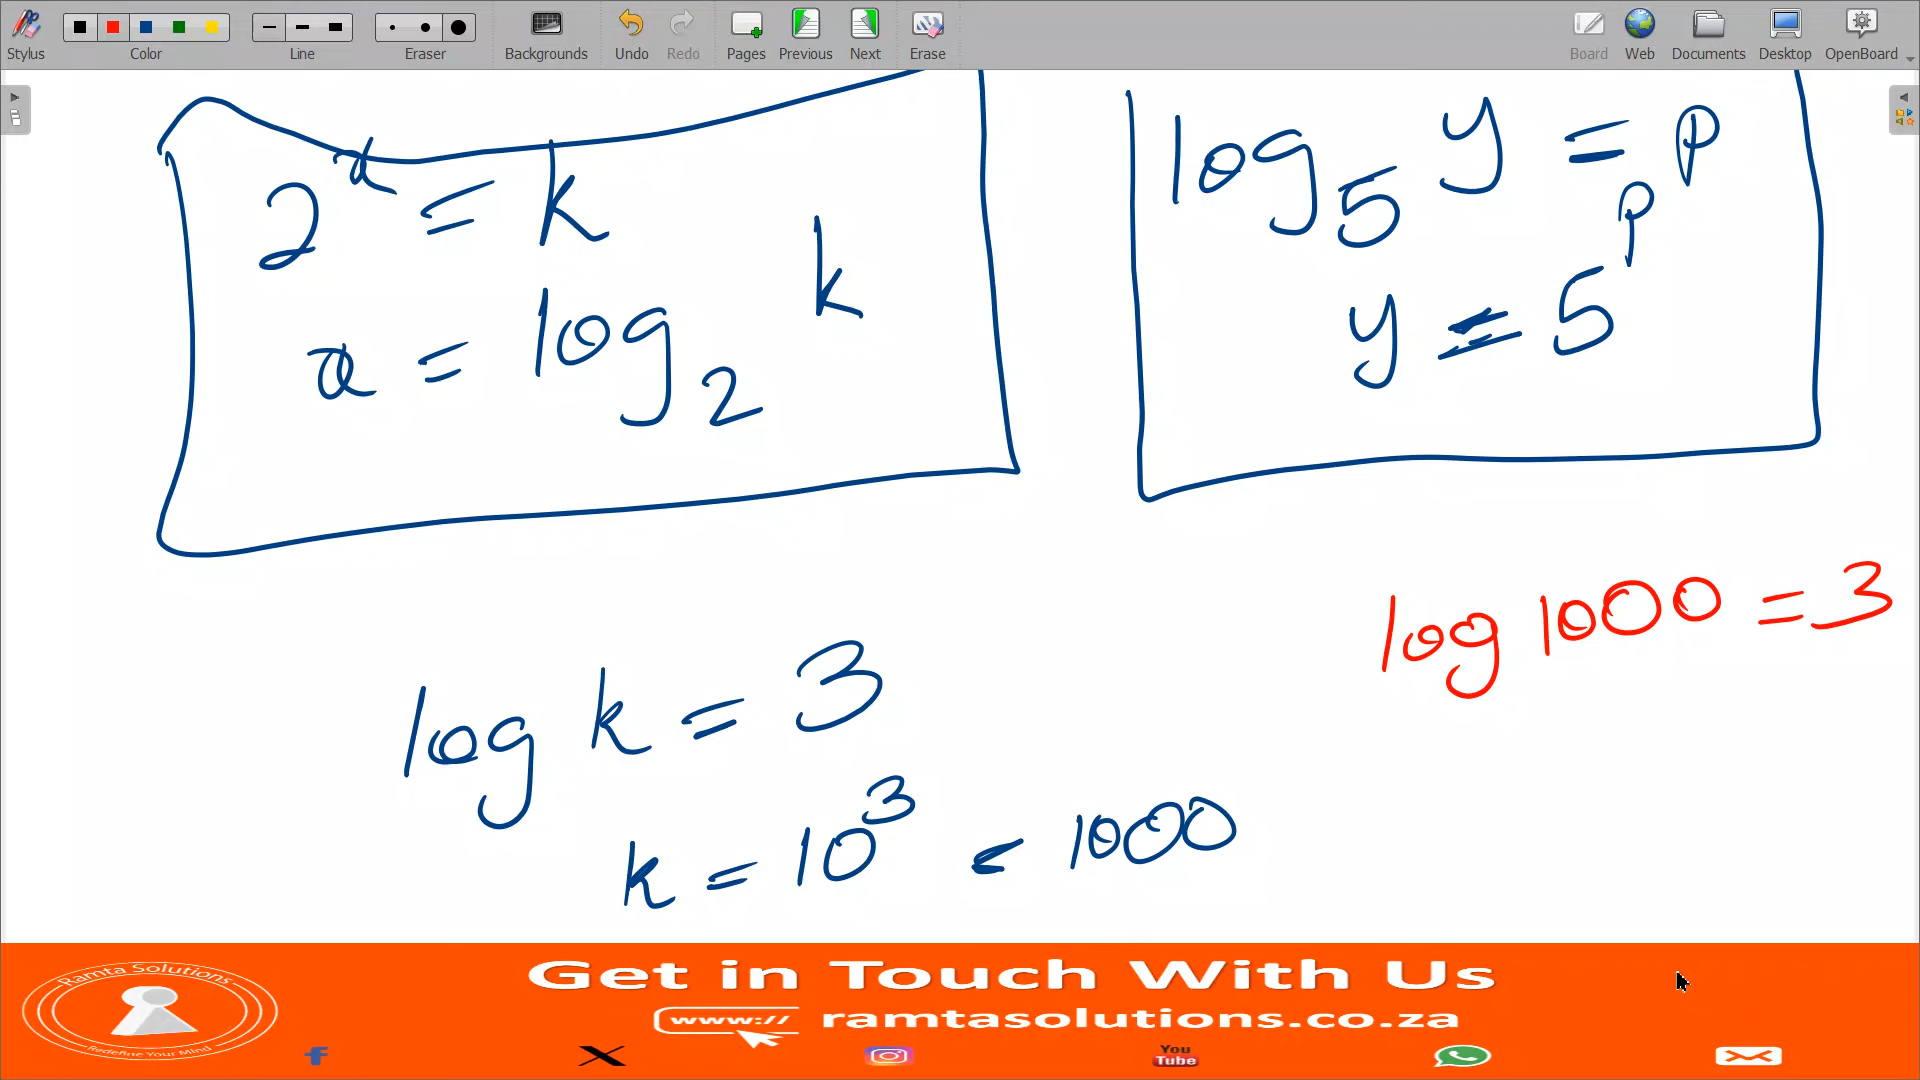 Stylus Color Line Eraser Backgrounds Undo Redo Pages Previous Next Erase Board Web Documents Desktop OpenBoard
2^x = k
x = log_2 k
log_5 y = p
y = 5^p
log 1000 = 3
log k = 3
k = 10^3 = 1000
Get in Touch With Us
www:// ramtasolutions.co.za
Ramta Solutions
Redefine Your Mind
You
Tube